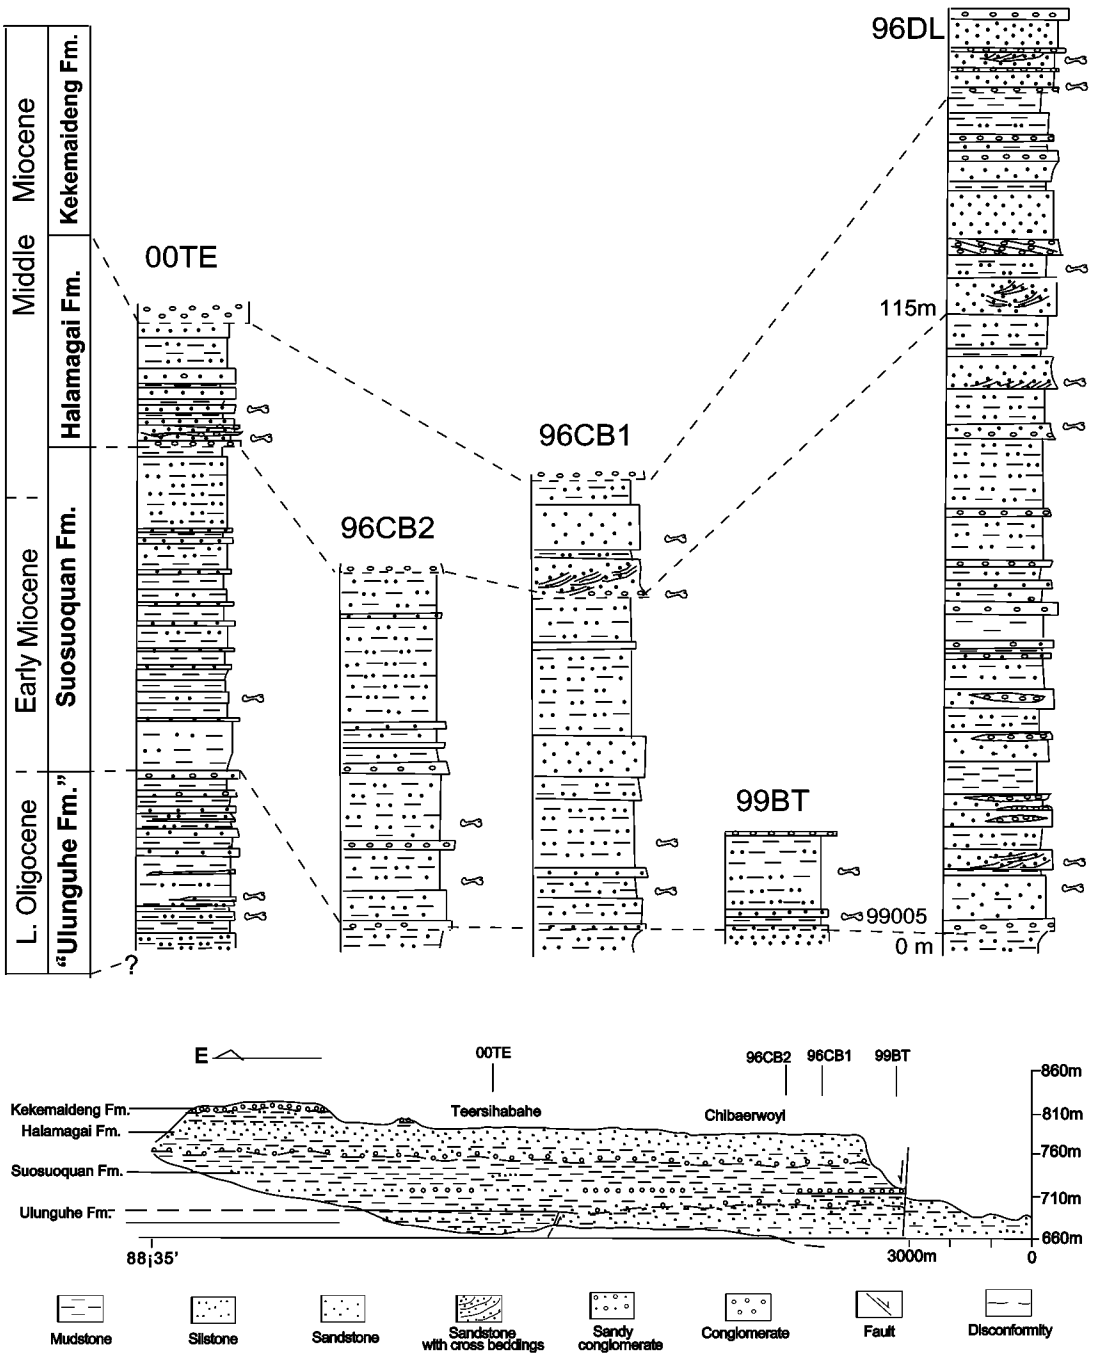 Middle Miocene
Early Miocene
L. Oligocene
Kekemaideng Fm.
Halamagai Fm.
Suosuoquan Fm.
“Ulunguhe Fm.”
?
00TE
96CB2
96CB1
99BT
96DL
115m
99005
0 m
E
00TE
96CB2
96CB1
99BT
Teersihabahe
Chibaerwoyl
Kekemaideng Fm.
Halamagai Fm.
Suosuoquan Fm.
Ulunguhe Fm.
860m
810m
760m
710m
660m
88¡35'
3000m
0
Mudstone
Silstone
Sandstone
Sandstone
with cross beddings
Sandy
conglomerate
Conglomerate
Fault
Disconformity